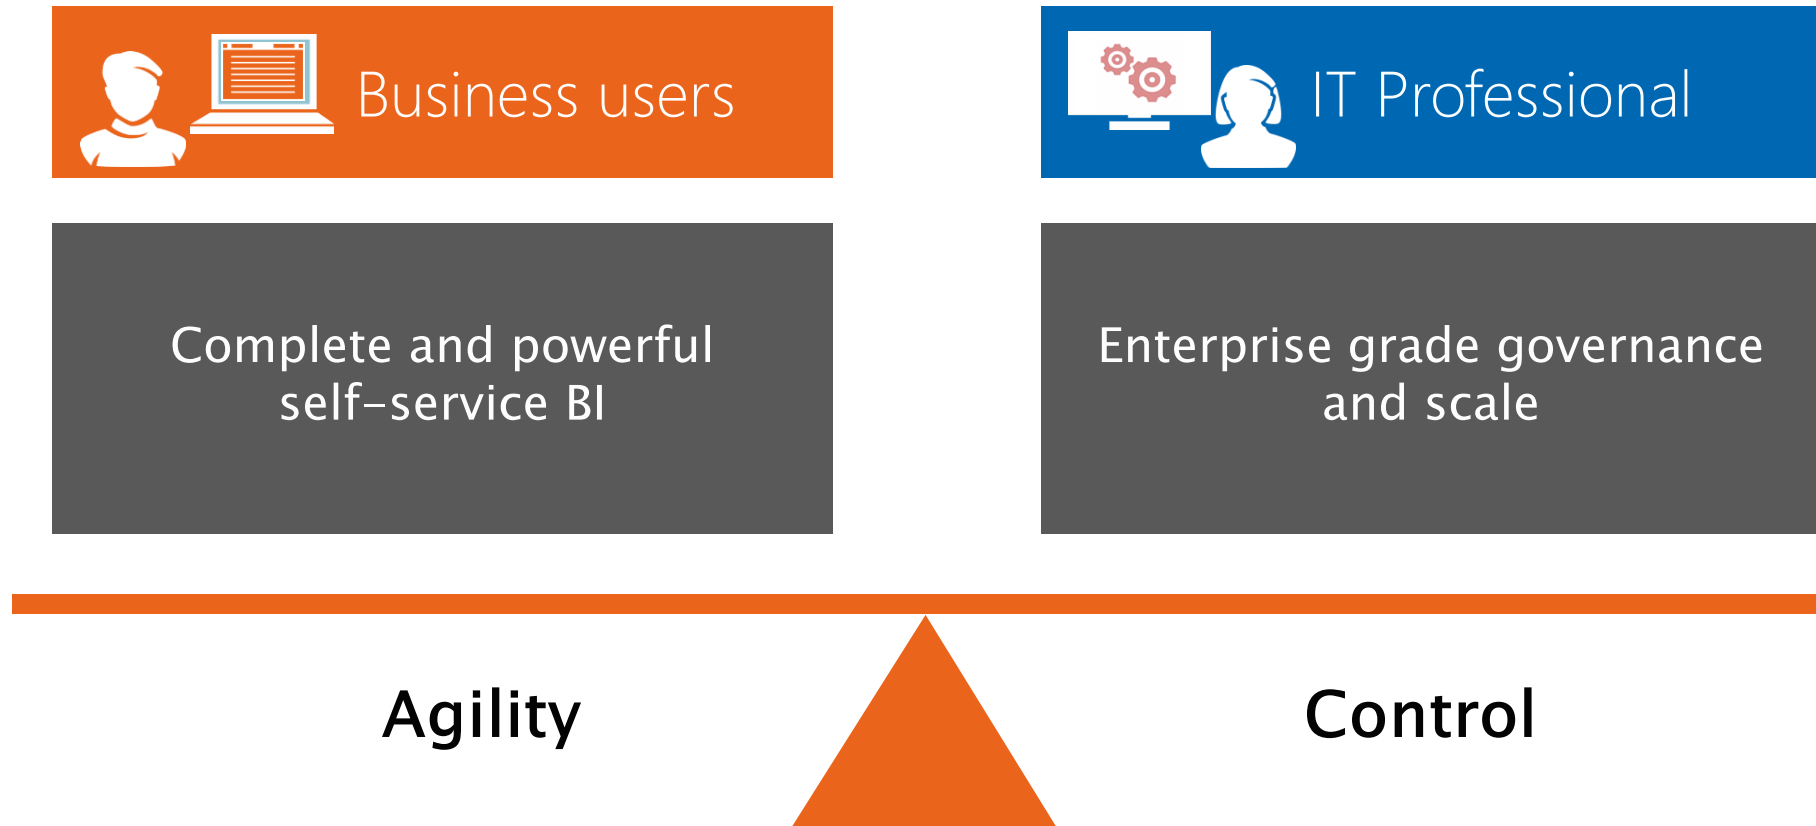 Business users
IT Professional
Complete and powerful
self-service BI
Enterprise grade governance
and scale
Agility
Control